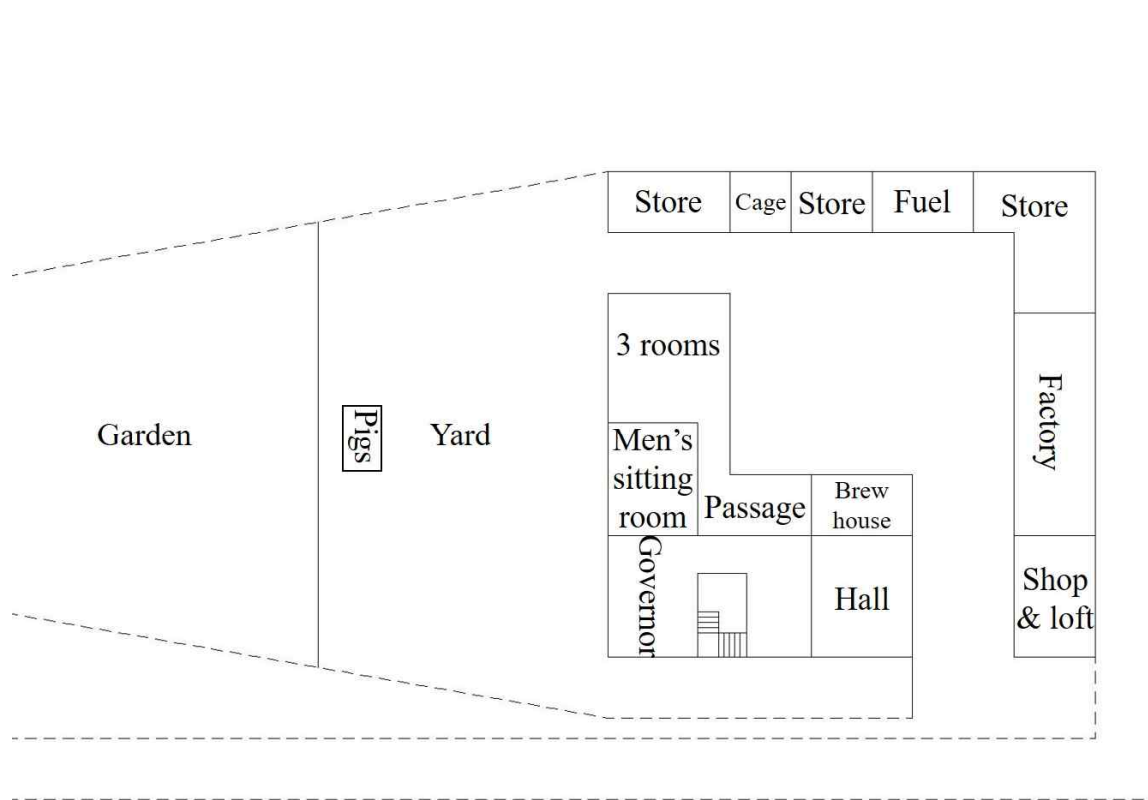 Store
Cage
Store
Fuel
Store
3 rooms
Factory
Garden
Pigs
Yard
Men’s
sitting
room
Passage
Brew
house
Governor
Hall
Shop
& loft